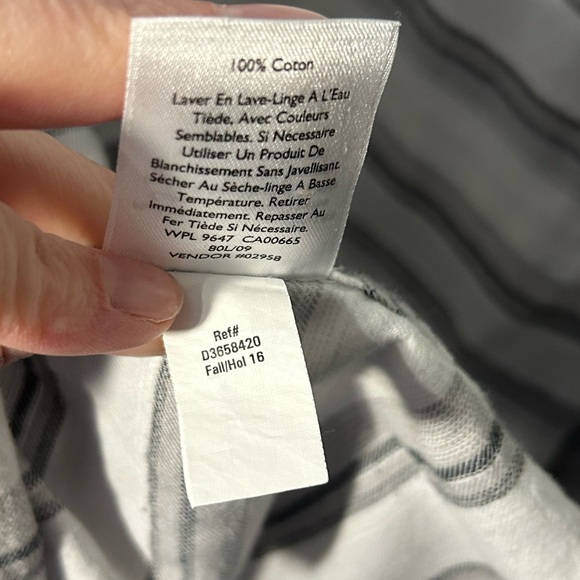 100% Coton
Laver En Lave-Linge A L'Eau
Tiède, Avec Couleurs
Semblables. Si Nécessaire
Utiliser Un Produit De
Blanchissement Sans Javellisant.
Sécher Au Sèche-linge A Basse
Température. Retirer
Immédiatement. Repasser Au
Fer Tiède Si Nécessaire.
WPL 9647 CA00665
80L/09
VENDOR #02958
Ref#
D3658420
Fall/Hol 16